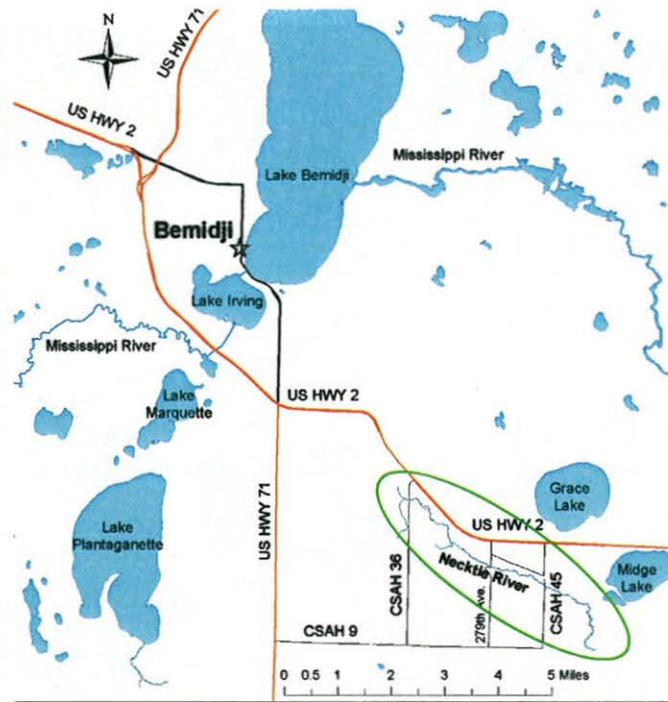 N
US HWY 71
US HWY 2
Lake Bemidji
Mississippi River
Bemidji
Lake Irving
Mississippi River
Lake
Marquette
US HWY 2
US HWY 71
Lake
Plantaganette
Grace
Lake
US HWY 2
Midge
Lake
Necktie River
CSAH 36
279th Ave.
CSAH 45
CSAH 9
0 0.5 1 2 3 4 5 Miles